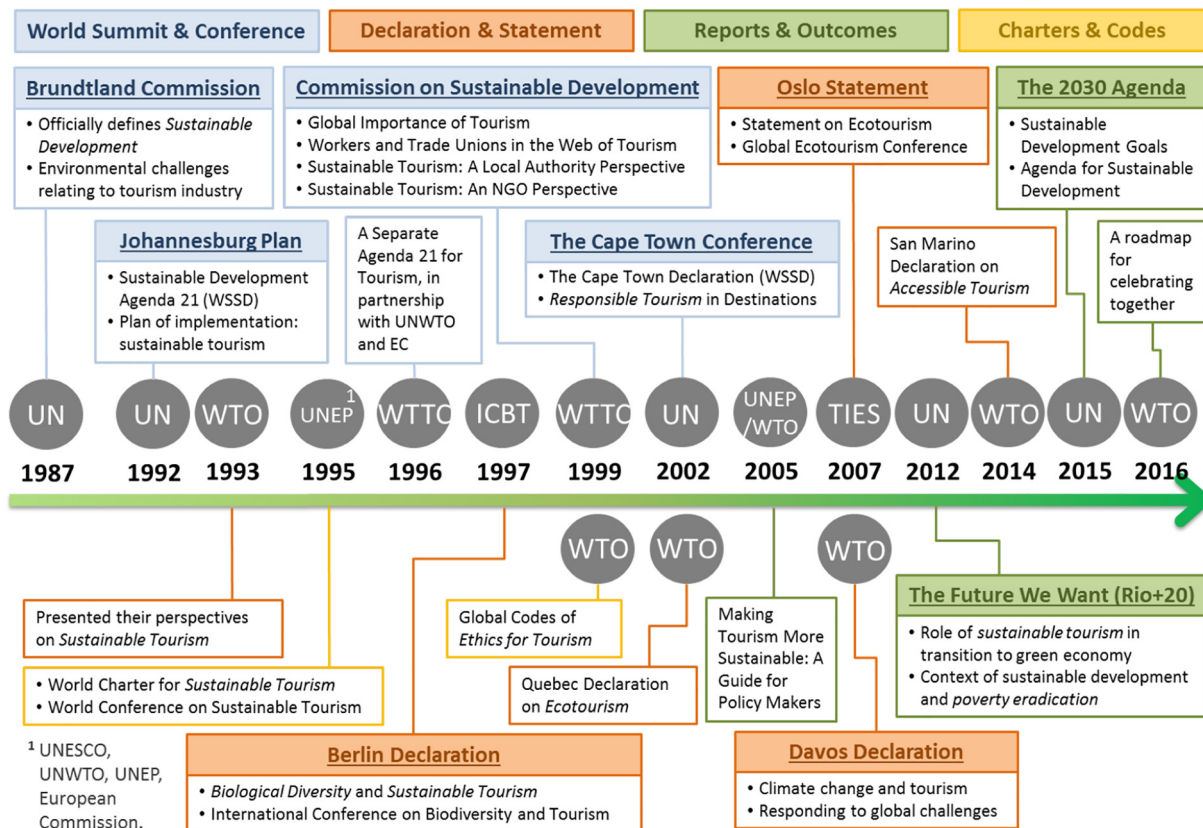 World Summit & Conference
Declaration & Statement
Reports & Outcomes
Charters & Codes
Brundtland Commission
• Officially defines Sustainable
Development
• Environmental challenges
relating to tourism industry
Commission on Sustainable Development
• Global Importance of Tourism
• Workers and Trade Unions in the Web of Tourism
• Sustainable Tourism: A Local Authority Perspective
• Sustainable Tourism: An NGO Perspective
Oslo Statement
• Statement on Ecotourism
• Global Ecotourism Conference
The 2030 Agenda
• Sustainable
Development Goals
• Agenda for Sustainable
Development
Johannesburg Plan
• Sustainable Development
Agenda 21 (WSSD)
• Plan of implementation:
sustainable tourism
A Separate
Agenda 21 for
Tourism, in
partnership
with UNWTO
and EC
The Cape Town Conference
• The Cape Town Declaration (WSSD)
• Responsible Tourism in Destinations
San Marino
Declaration on
Accessible Tourism
A roadmap
for
celebrating
together
UN
UN
WTO
UNEP 1
WTTO
ICBT
WTTO
UN
UNEP
/WTO
TIES
UN
WTO
UN
WTO
1987
1992
1993
1995
1996
1997
1999
2002
2005
2007
2012
2014
2015
2016
WTO
WTO
WTO
Presented their perspectives
on Sustainable Tourism
• World Charter for Sustainable Tourism
• World Conference on Sustainable Tourism
Global Codes of
Ethics for Tourism
Quebec Declaration
on Ecotourism
Making
Tourism More
Sustainable: A
Guide for
Policy Makers
The Future We Want (Rio+20)
• Role of sustainable tourism in
transition to green economy
• Context of sustainable development
and poverty eradication
1 UNESCO,
UNWTO, UNEP,
European
Commission.
Berlin Declaration
• Biological Diversity and Sustainable Tourism
• International Conference on Biodiversity and Tourism
Davos Declaration
• Climate change and tourism
• Responding to global challenges